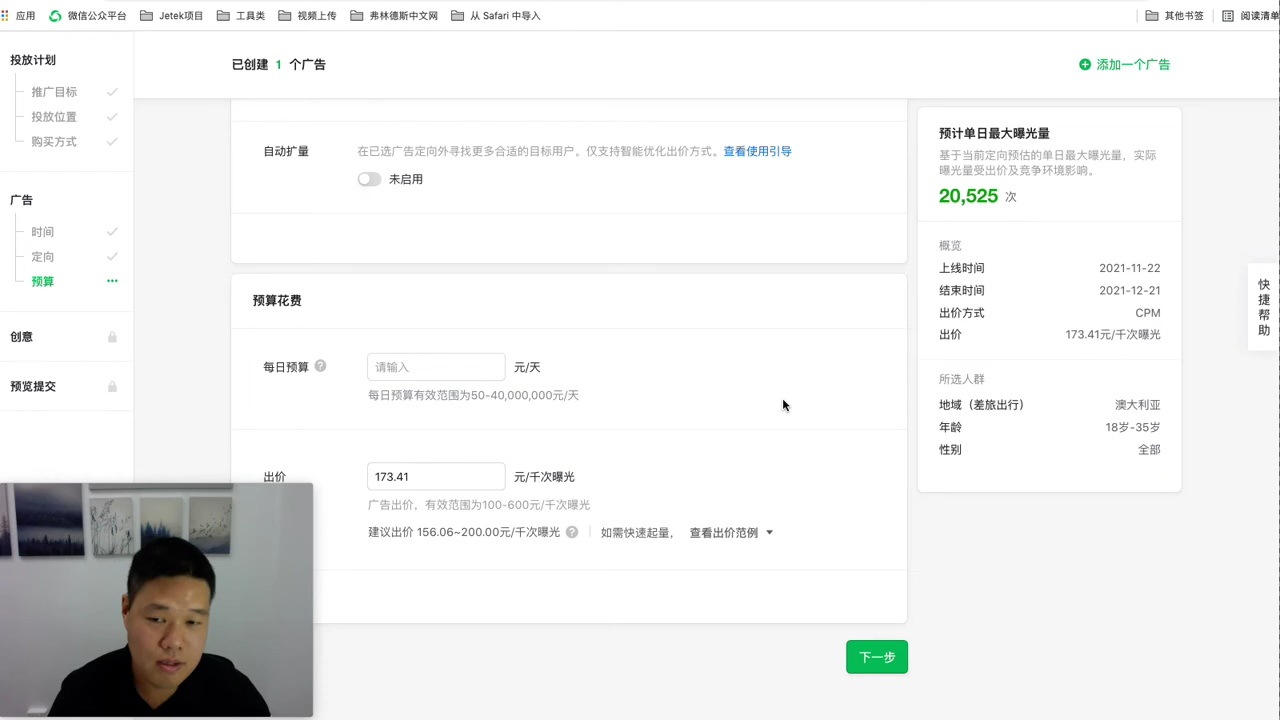 应用
微信公众平台
Jetek项目
工具类
视频上传
弗林德斯中文网
从 Safari 中导入
其他书签
阅读清单
投放计划
推广目标
投放位置
购买方式
广告
时间
定向
预算
创意
预览提交
已创建 1 个广告
添加一个广告
自动扩量
在已选广告定向外寻找更多合适的目标用户。仅支持智能优化出价方式。查看使用引导
未启用
预算花费
每日预算 ?
请输入
元/天
每日预算有效范围为50-40,000,000元/天
出价
173.41
元/千次曝光
广告出价，有效范围为100-600元/千次曝光
建议出价 156.06~200.00元/千次曝光 ?
如需快速起量，
查看出价范例
下一步
预计单日最大曝光量
基于当前定向预估的单日最大曝光量，实际
曝光量受出价及竞争环境影响。
20,525 次
概览
上线时间 2021-11-22
结束时间 2021-12-21
出价方式 CPM
出价 173.41元/千次曝光
所选人群
地域（差旅出行） 澳大利亚
年龄 18岁-35岁
性别 全部
快捷帮助